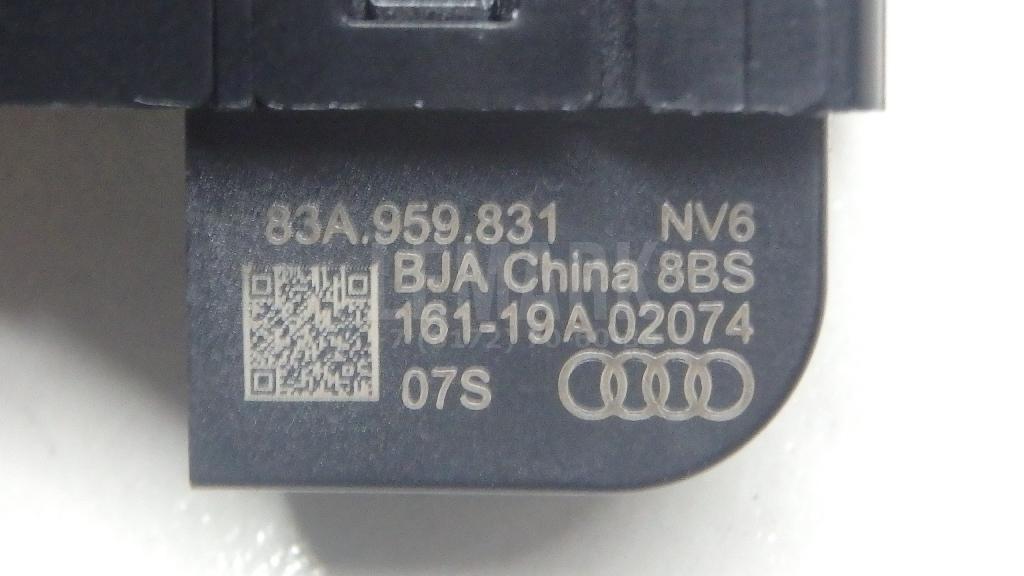 83A.959.831 NV6
BJA China 8BS
161-19A 02074
07S